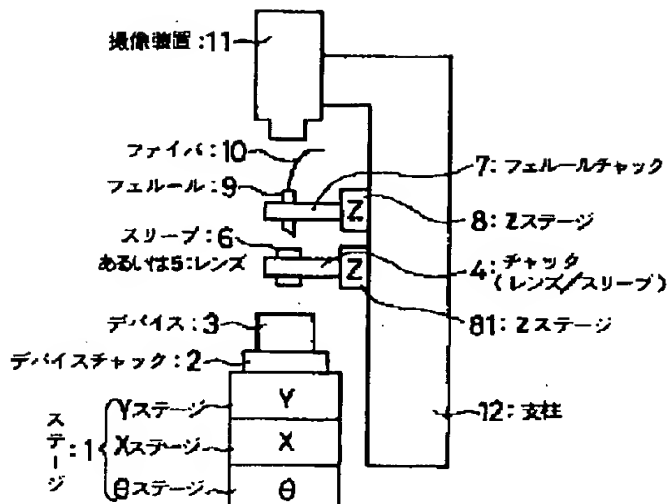 撮像装置:11
ファイバ:10
フェルール:9
7:フェルールチャック
Z
8:Zステージ
スリーブ:6
あるいは5:レンズ
Z
4:チャック
(レンズ/スリーブ)
81:Zステージ
デバイス:3
デバイスチャック:2
ステージ:1
Yステージ
Y
Xステージ
X
θステージ
θ
12:支柱